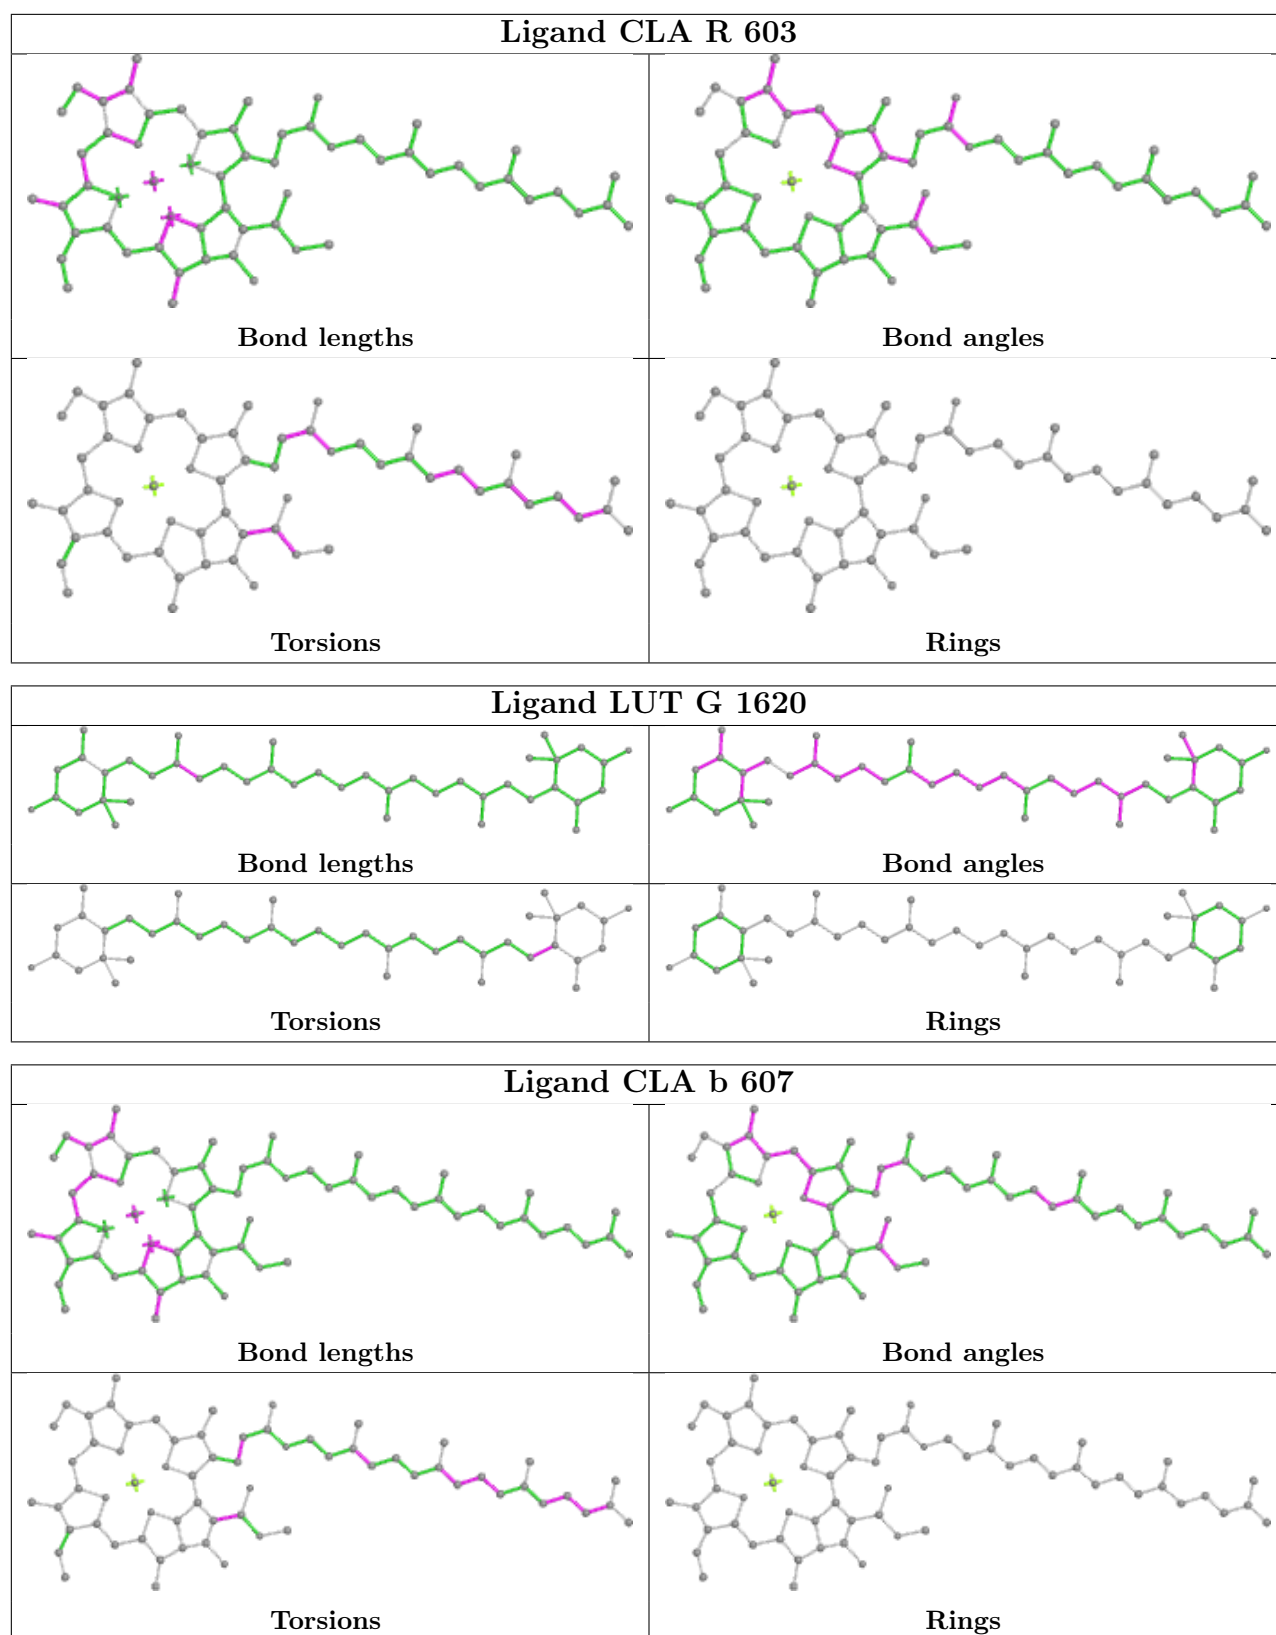 Ligand CLA R 603
Bond lengths
Bond angles
Torsions
Rings
Ligand LUT G 1620
Bond lengths
Bond angles
Torsions
Rings
Ligand CLA b 607
Bond lengths
Bond angles
Torsions
Rings